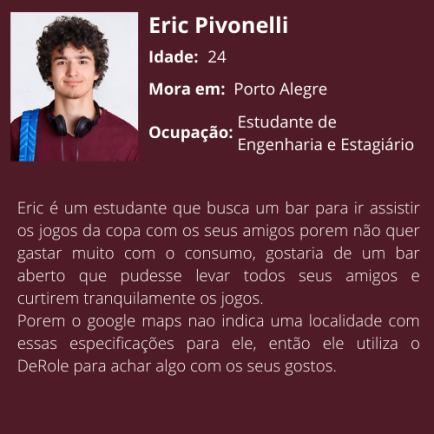 Eric Pivonelli
Idade: 24
Mora em: Porto Alegre
Ocupação: Estudante de
Engenharia e Estagiário
Eric é um estudante que busca um bar para ir assistir
os jogos da copa com os seus amigos porem não quer
gastar muito com o consumo, gostaria de um bar
aberto que pudesse levar todos seus amigos e
curtirem tranquilamente os jogos.
Porem o google maps nao indica uma localidade com
essas especificações para ele, então ele utiliza o
DeRole para achar algo com os seus gostos.